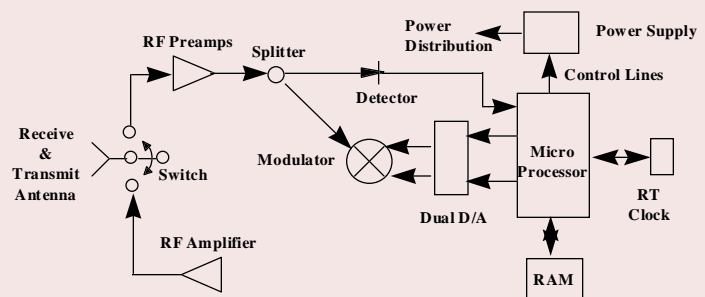 Power
Distribution
Power Supply
RF Preamps
Splitter
Control Lines
Detector
Receive
&
Transmit
Antenna
Switch
Modulator
Micro
Processor
RT
Clock
Dual D/A
RF Amplifier
RAM